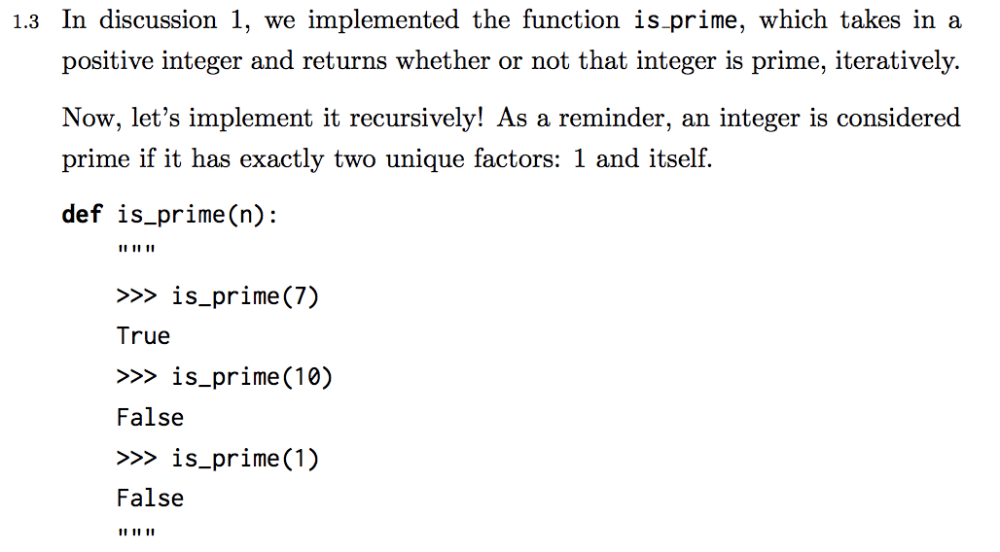 1.3 In discussion 1, we implemented the function is_prime, which takes in a
positive integer and returns whether or not that integer is prime, iteratively.
Now, let's implement it recursively! As a reminder, an integer is considered
prime if it has exactly two unique factors: 1 and itself.
def is_prime(n):
"""
>>> is_prime(7)
True
>>> is_prime(10)
False
>>> is_prime(1)
False
"""